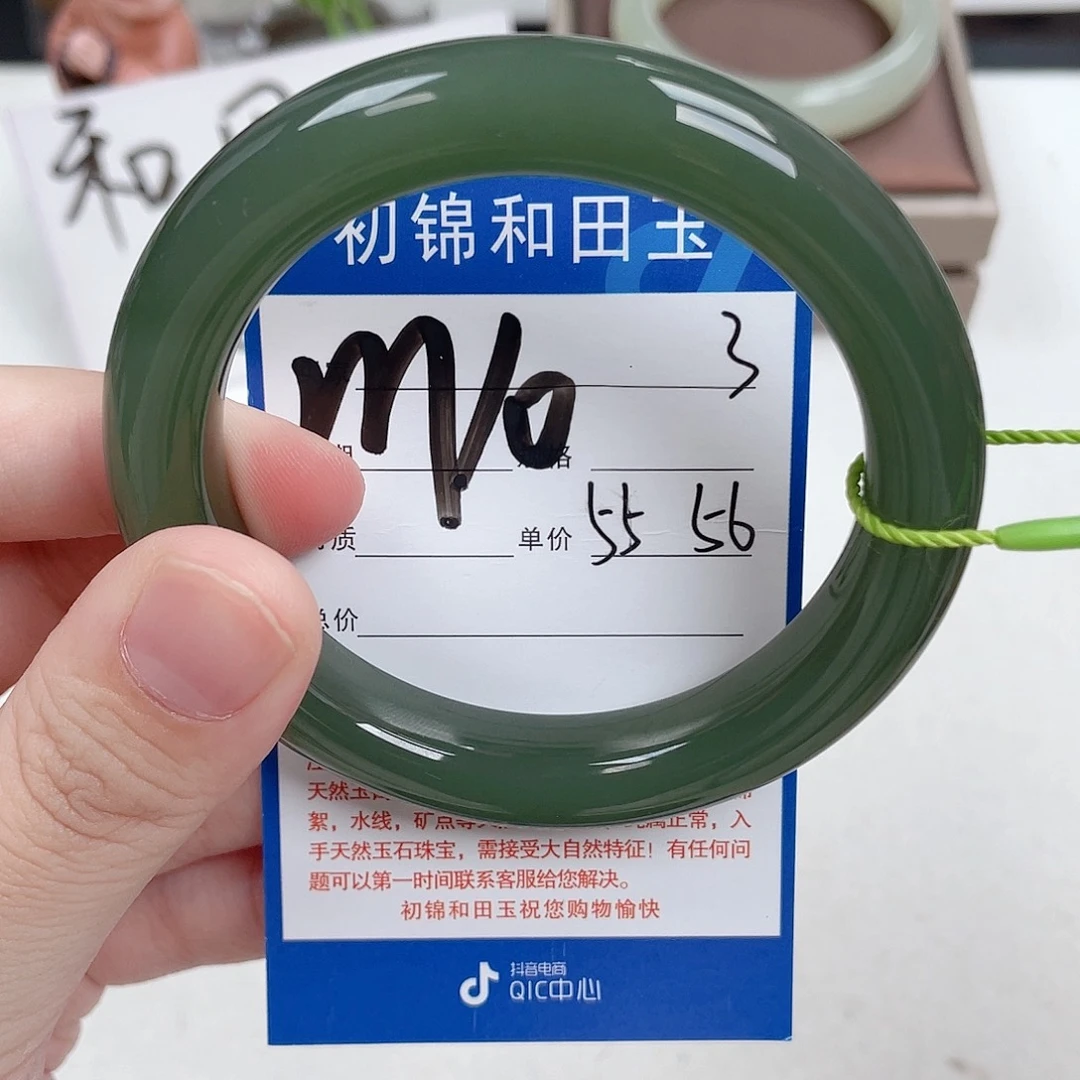 和田
初锦和田玉
3
单价 55 56
总价
天然玉
絮，水线，矿点等 属正常，入
手天然玉石珠宝，需接受大自然特征！有任何问
题可以第一时间联系客服给您解决。
初锦和田玉祝您购物愉快
抖音电商
QIC中心